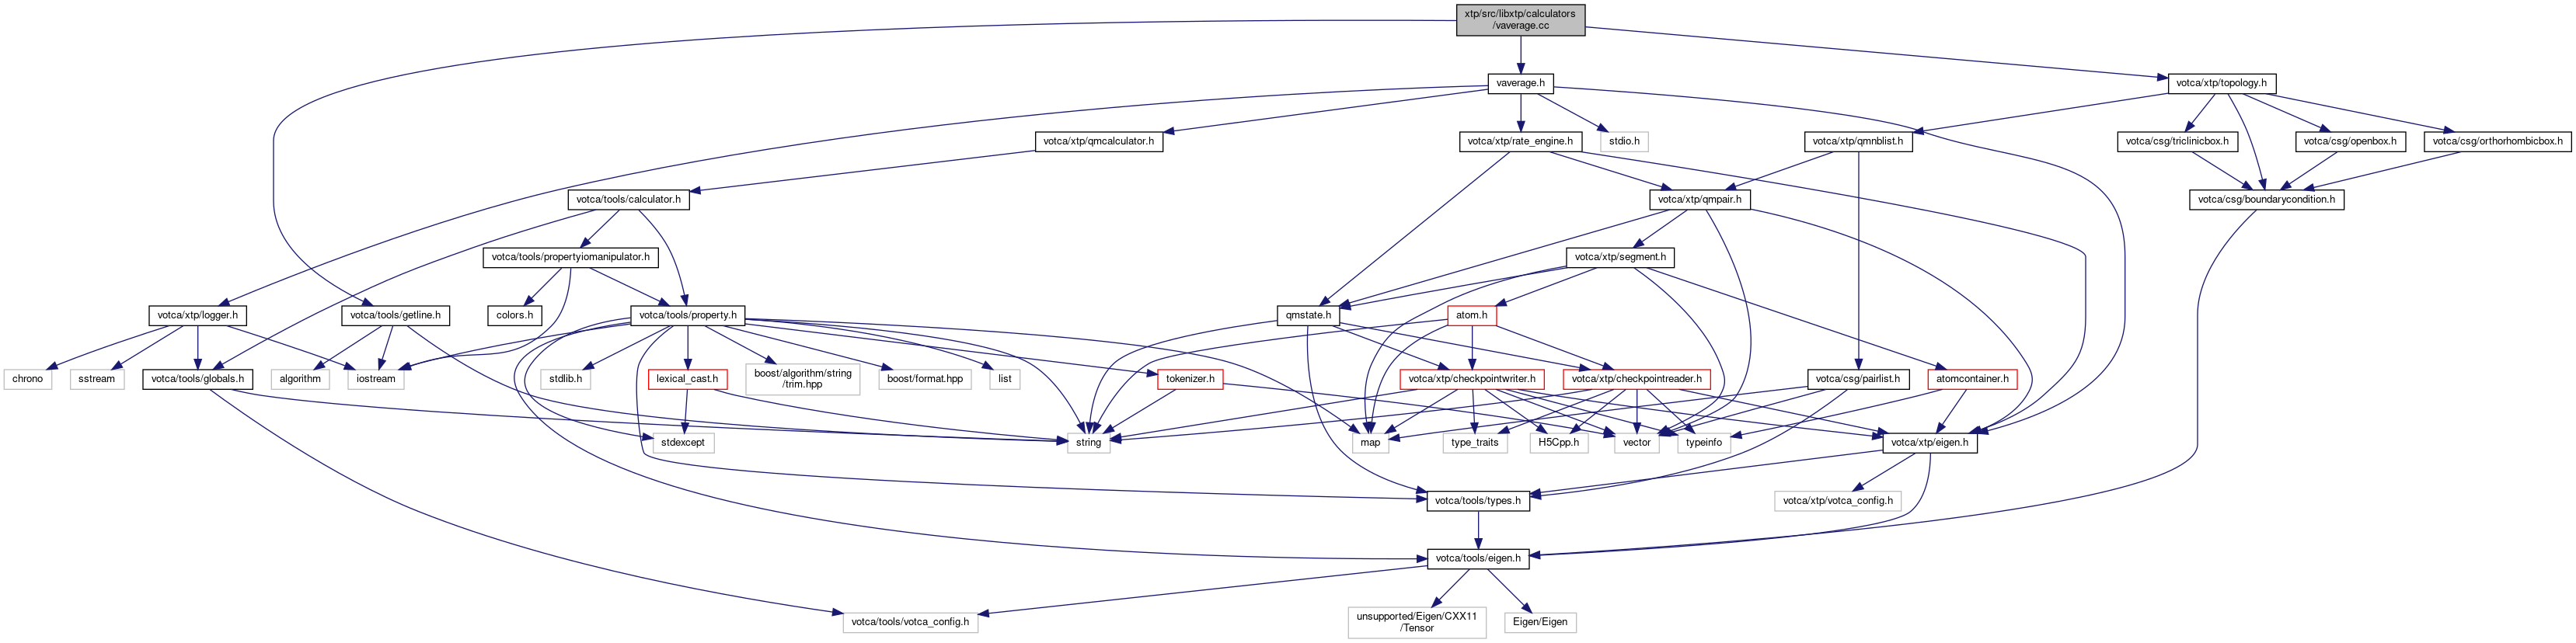 xtp/src/libxtp/calculators
/vaverage.cc
vaverage.h
votca/xtp/topology.h
votca/xtp/qmcalculator.h
votca/xtp/rate_engine.h
stdio.h
votca/xtp/qmnblist.h
votca/csg/triclinicbox.h
votca/csg/openbox.h
votca/csg/orthorhombicbox.h
votca/tools/calculator.h
votca/xtp/qmpair.h
votca/csg/boundarycondition.h
votca/tools/propertyiomanipulator.h
votca/xtp/segment.h
votca/xtp/logger.h
votca/tools/getline.h
colors.h
votca/tools/property.h
qmstate.h
atom.h
chrono
sstream
votca/tools/globals.h
algorithm
iostream
stdlib.h
lexical_cast.h
boost/algorithm/string
/trim.hpp
boost/format.hpp
list
tokenizer.h
votca/xtp/checkpointwriter.h
votca/xtp/checkpointreader.h
votca/csg/pairlist.h
atomcontainer.h
stdexcept
string
map
type_traits
H5Cpp.h
vector
typeinfo
votca/xtp/eigen.h
votca/tools/types.h
votca/xtp/votca_config.h
votca/tools/eigen.h
votca/tools/votca_config.h
unsupported/Eigen/CXX11
/Tensor
Eigen/Eigen